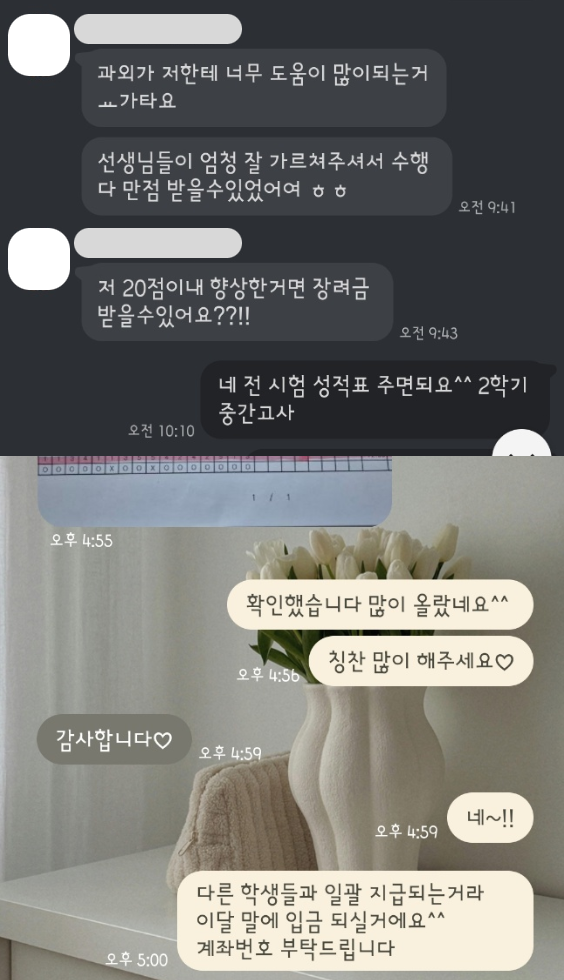 과외가 저한테 너무 도움이 많이되는거
ㅛ가타요
선생님들이 엄청 잘 가르쳐주셔서 수행
다 만점 받을수있었어여 ㅎ ㅎ
오전 9:41
저 20점이내 향상한거면 장려금
받을수있어요??!!
오전 9:43
네 전 시험 성적표 주면되요^^ 2학기
중간고사
오전 10:10
1 / 1
오후 4:55
확인했습니다 많이 올랐네요^^
칭찬 많이 해주세요♡
오후 4:56
감사합니다♡
오후 4:59
네~!!
오후 4:59
다른 학생들과 일괄 지급되는거라
이달 말에 입금 되실거에요^^
계좌번호 부탁드립니다
오후 5:00